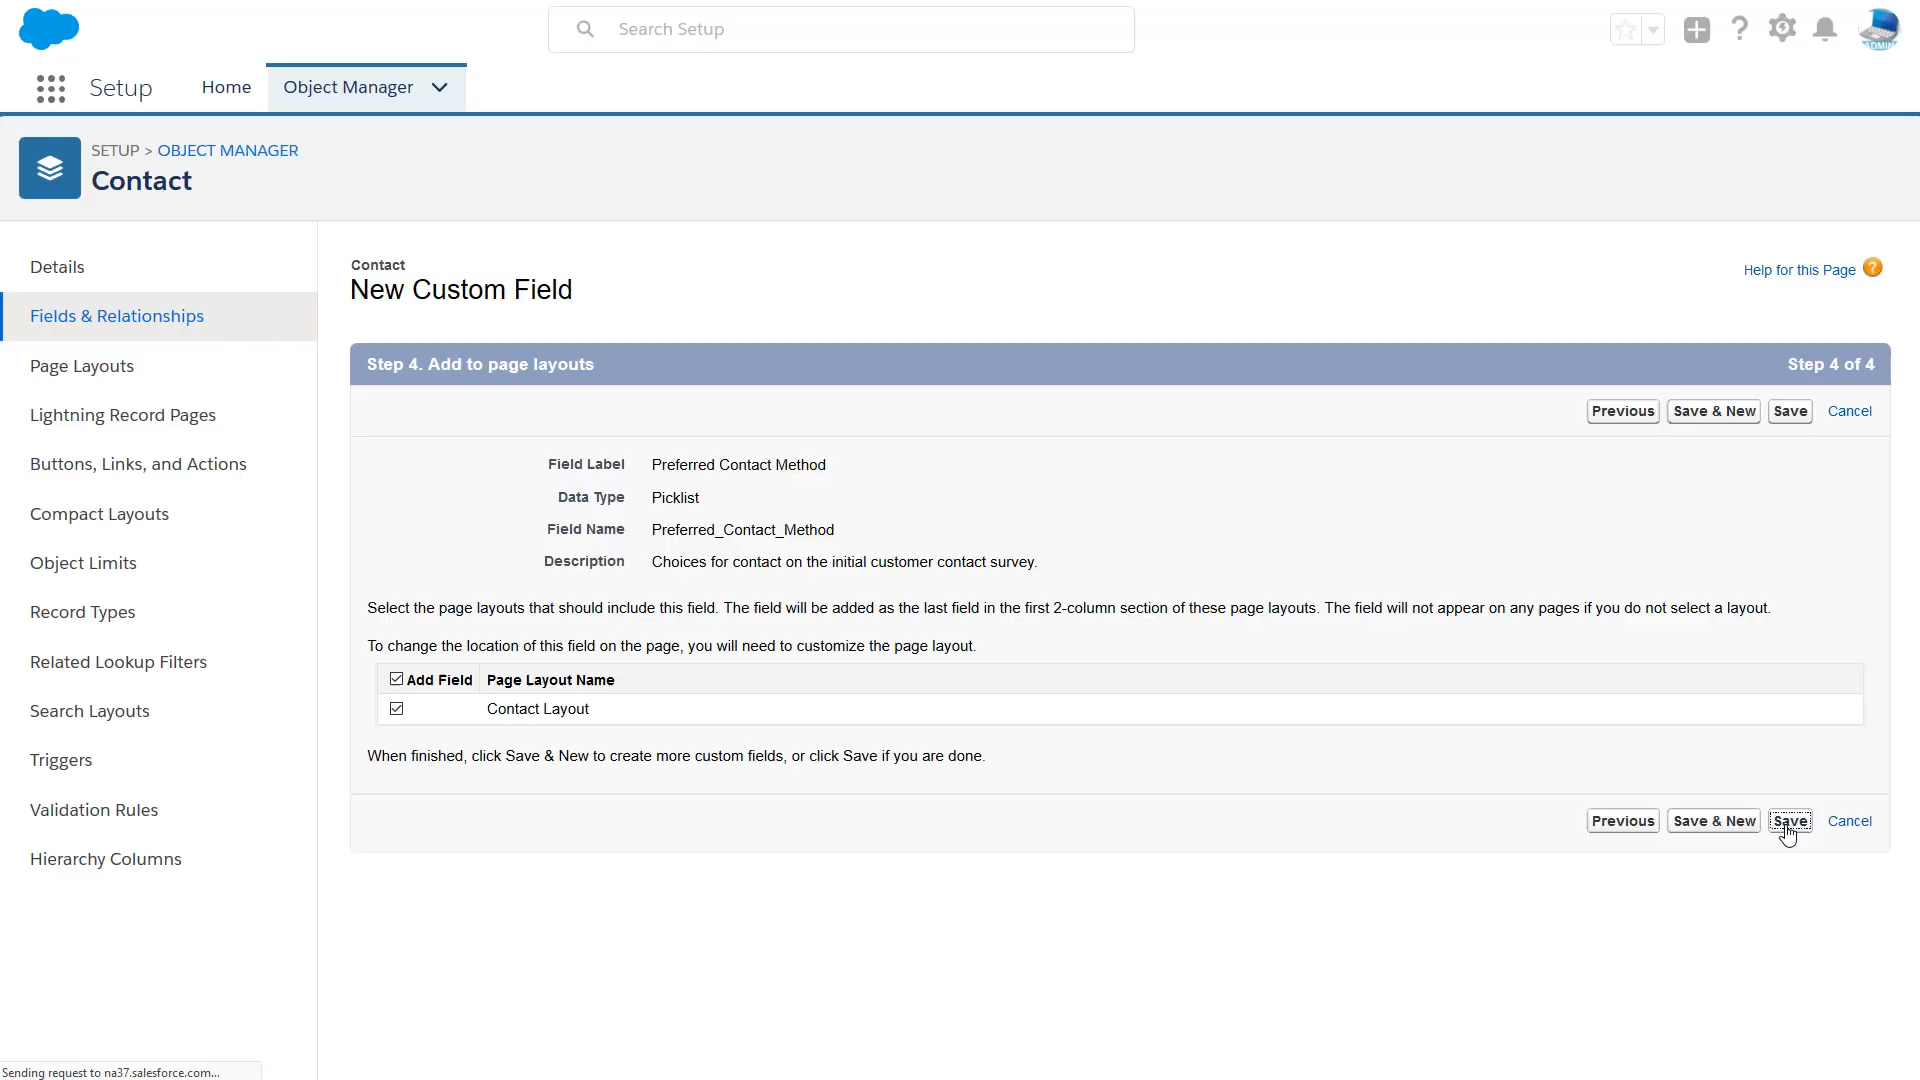 Search Setup
ADMIN
Setup
Home
Object Manager
SETUP > OBJECT MANAGER
Contact
Details
Fields & Relationships
Page Layouts
Lightning Record Pages
Buttons, Links, and Actions
Compact Layouts
Object Limits
Record Types
Related Lookup Filters
Search Layouts
Triggers
Validation Rules
Hierarchy Columns
Contact
New Custom Field
Help for this Page ?
Step 4. Add to page layouts Step 4 of 4
Previous Save & New Save Cancel
Field Label Preferred Contact Method
Data Type Picklist
Field Name Preferred_Contact_Method
Description Choices for contact on the initial customer contact survey.
Select the page layouts that should include this field. The field will be added as the last field in the first 2-column section of these page layouts. The field will not appear on any pages if you do not select a layout.
To change the location of this field on the page, you will need to customize the page layout.
Add Field Page Layout Name
Contact Layout
When finished, click Save & New to create more custom fields, or click Save if you are done.
Previous Save & New Save Cancel
Sending request to na37.salesforce.com...